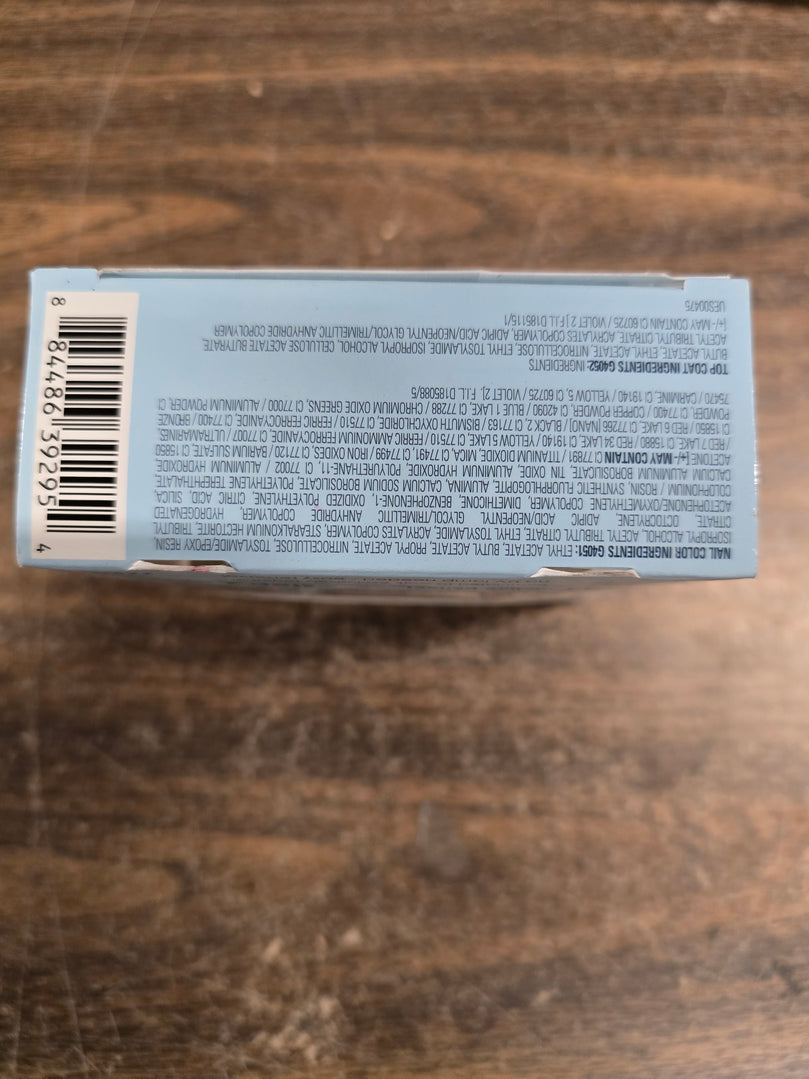 NAIL COLOR INGREDIENTS G4051: ETHYL ACETATE, BUTYL ACETATE, PROPYL ACETATE, NITROCELLULOSE, TOSYLAMIDE/EPOXY RESIN,
ISOPROPYL ALCOHOL, ACETYL TRIBUTYL CITRATE, ETHYL TOSYLAMIDE, ACRYLATES COPOLYMER, STEARALKONIUM HECTORITE, TRIBUTYL
CITRATE, OCTOCRYLENE, ADIPIC ACID/NEOPENTYL GLYCOL/TRIMELLITIC ANHYDRIDE COPOLYMER, HYDROGENATED
ACETOPHENONE/OXYMETHYLENE COPOLYMER, DIMETHICONE, BENZOPHENONE-1, OXIDIZED POLYETHYLENE, CITRIC ACID, SILICA,
COLOPHONIUM / ROSIN, SYNTHETIC FLUORPHLOGOPITE, ALUMINA, CALCIUM SODIUM BOROSILICATE, POLYETHYLENE TEREPHTHALATE,
CALCIUM ALUMINUM BOROSILICATE, TIN OXIDE, ALUMINUM HYDROXIDE, POLYURETHANE-11, CI 77002 / ALUMINUM HYDROXIDE,
ACETONE [+/- MAY CONTAIN CI 77891 / TITANIUM DIOXIDE, MICA, CI 77491, CI 77499 / IRON OXIDES, CI 77120 / BARIUM SULFATE, CI 15850
/ RED 7 LAKE, CI 15880 / RED 34 LAKE, CI 19140 / YELLOW 5 LAKE, CI 77510 / FERRIC AMMONIUM FERROCYANIDE, CI 77007 / ULTRAMARINES,
CI 15850 / RED 6 LAKE, CI 77266 [NANO] / BLACK 2, CI 77163 / BISMUTH OXYCHLORIDE, CI 77510 / FERRIC FERROCYANIDE, CI 77400 / BRONZE
POWDER, CI 77400 / COPPER POWDER, CI 42090 / BLUE 1 LAKE, CI 77288 / CHROMIUM OXIDE GREENS, CI 77000 / ALUMINUM POWDER, CI
75470 / CARMINE, CI 19140 / YELLOW 5, CI 60725 / VIOLET 2]. F.I.L. D185088/5
TOP COAT INGREDIENTS G4052: INGREDIENTS
BUTYL ACETATE, ETHYL ACETATE, NITROCELLULOSE, ETHYL TOSYLAMIDE, ISOPROPYL ALCOHOL, CELLULOSE ACETATE BUTYRATE,
ACETYL TRIBUTYL CITRATE, ACRYLATES COPOLYMER, ADIPIC ACID/NEOPENTYL GLYCOL/TRIMELLITIC ANHYDRIDE COPOLYMER
[+/- MAY CONTAIN CI 60725 / VIOLET 2] F.I.L. D185115/1
UES00475
8 84486 39295 4